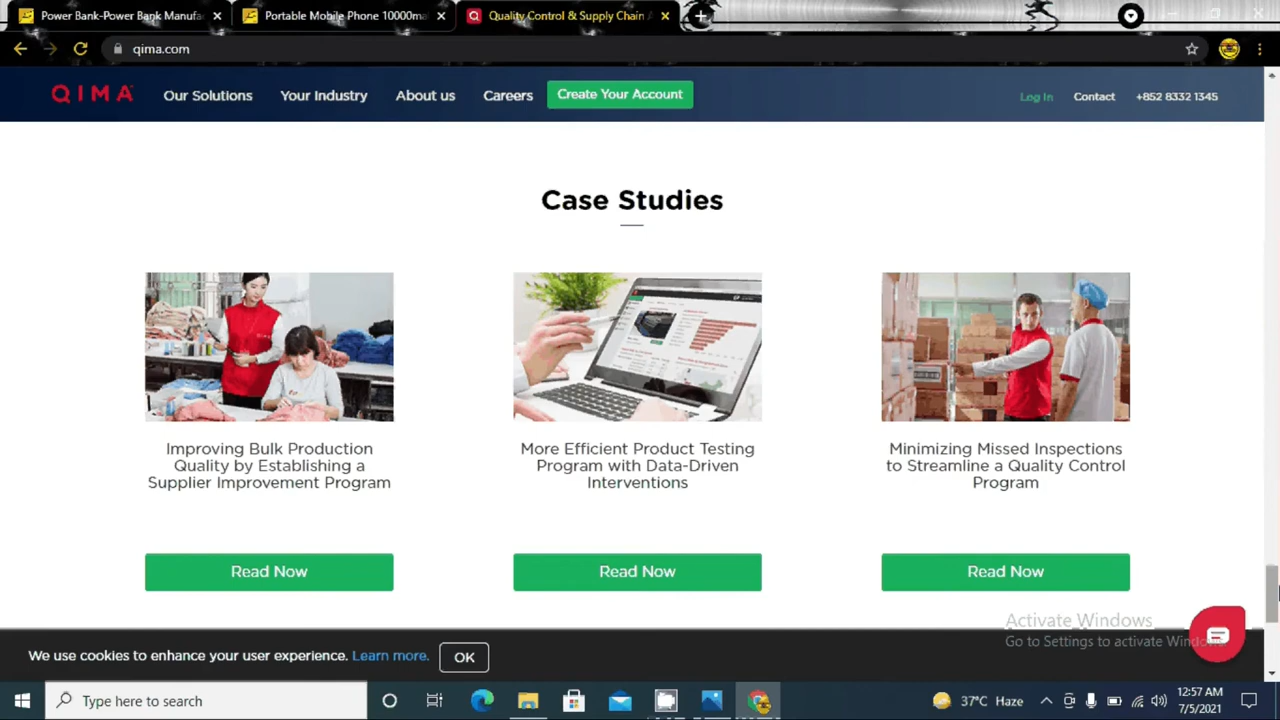 Power Bank-Power Bank Manufa
Portable Mobile Phone 10000ma
Quality Control & Supply Chain
qima.com
QIMA
Our Solutions
Your Industry
About us
Careers
Create Your Account
Log In
Contact
+852 8332 1345
Case Studies
Improving Bulk Production
Quality by Establishing a
Supplier Improvement Program
More Efficient Product Testing
Program with Data-Driven
Interventions
Minimizing Missed Inspections
to Streamline a Quality Control
Program
Read Now
Read Now
Read Now
Activate Windows
Go to Settings to activate Windows.
We use cookies to enhance your user experience. Learn more.
OK
Type here to search
37°C Haze
12:57 AM
7/5/2021